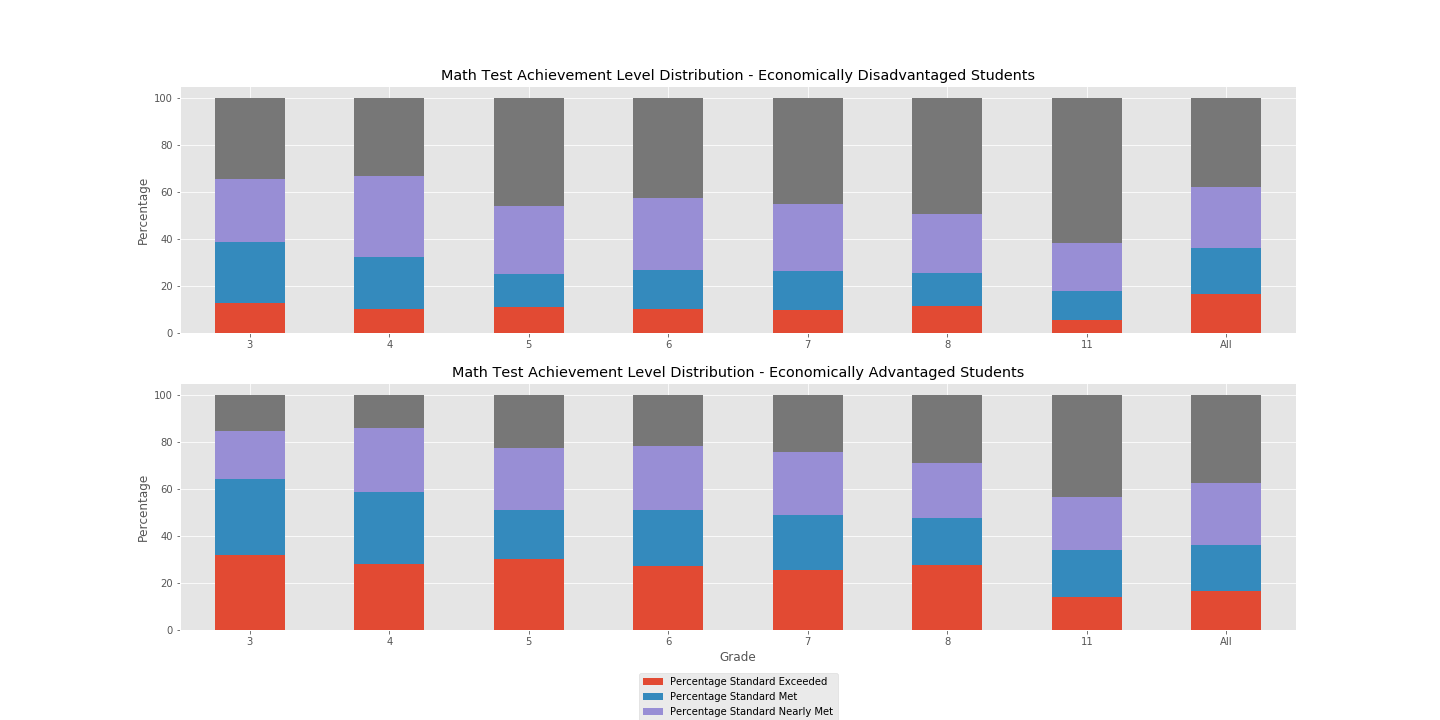 Math Test Achievement Level Distribution - Economically Disadvantaged Students
100
80
60
40
20
0
Percentage
3 4 5 6 7 8 11 All
Math Test Achievement Level Distribution - Economically Advantaged Students
100
80
60
40
20
0
Percentage
3 4 5 6 7 8 11 All
Grade
Percentage Standard Exceeded
Percentage Standard Met
Percentage Standard Nearly Met